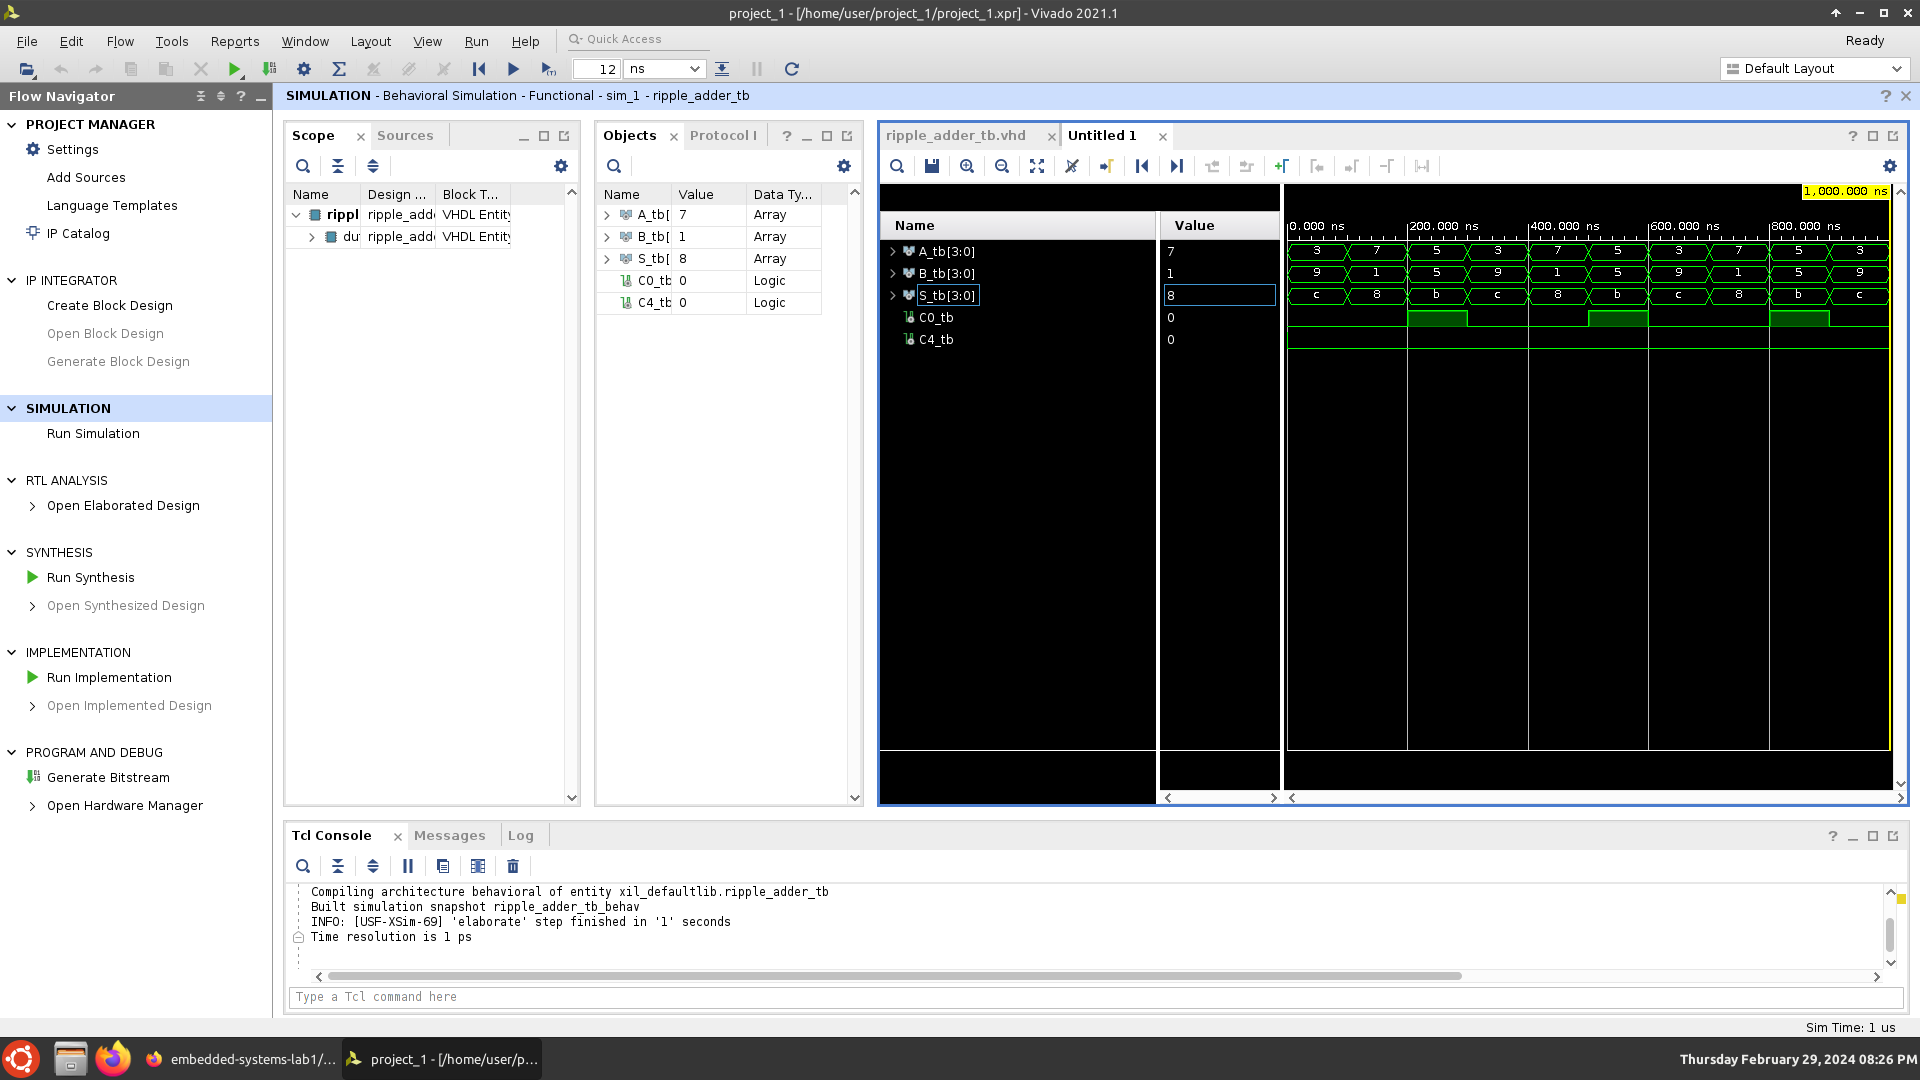 project_1 - [/home/user/project_1/project_1.xpr] - Vivado 2021.1
File Edit Flow Tools Reports Window Layout View Run Help Quick Access Ready
12 ns Default Layout
Flow Navigator
SIMULATION - Behavioral Simulation - Functional - sim_1 - ripple_adder_tb
PROJECT MANAGER
Settings
Add Sources
Language Templates
IP Catalog
IP INTEGRATOR
Create Block Design
Open Block Design
Generate Block Design
SIMULATION
Run Simulation
RTL ANALYSIS
Open Elaborated Design
SYNTHESIS
Run Synthesis
Open Synthesized Design
IMPLEMENTATION
Run Implementation
Open Implemented Design
PROGRAM AND DEBUG
Generate Bitstream
Open Hardware Manager
Scope Sources
Name Design ... Block T...
rippl ripple_adde VHDL Entity
du ripple_adde VHDL Entity
Objects Protocol I
Name Value Data Ty...
A_tb[ 7 Array
B_tb[ 1 Array
S_tb[ 8 Array
C0_tb 0 Logic
C4_tb 0 Logic
ripple_adder_tb.vhd Untitled 1
1,000.000 ns
Name Value
0.000 ns 200.000 ns 400.000 ns 600.000 ns 800.000 ns
A_tb[3:0] 7 3 7 5 3 7 5 3 7 5 3
B_tb[3:0] 1 9 1 5 9 1 5 9 1 5 9
S_tb[3:0] 8 c 8 b c 8 b c 8 b c
C0_tb 0
C4_tb 0
Tcl Console Messages Log
Compiling architecture behavioral of entity xil_defaultlib.ripple_adder_tb
Built simulation snapshot ripple_adder_tb_behav
INFO: [USF-XSim-69] 'elaborate' step finished in '1' seconds
Time resolution is 1 ps
Type a Tcl command here
Sim Time: 1 us
embedded-systems-lab1/... project_1 - [/home/user/p... Thursday February 29, 2024 08:26 PM